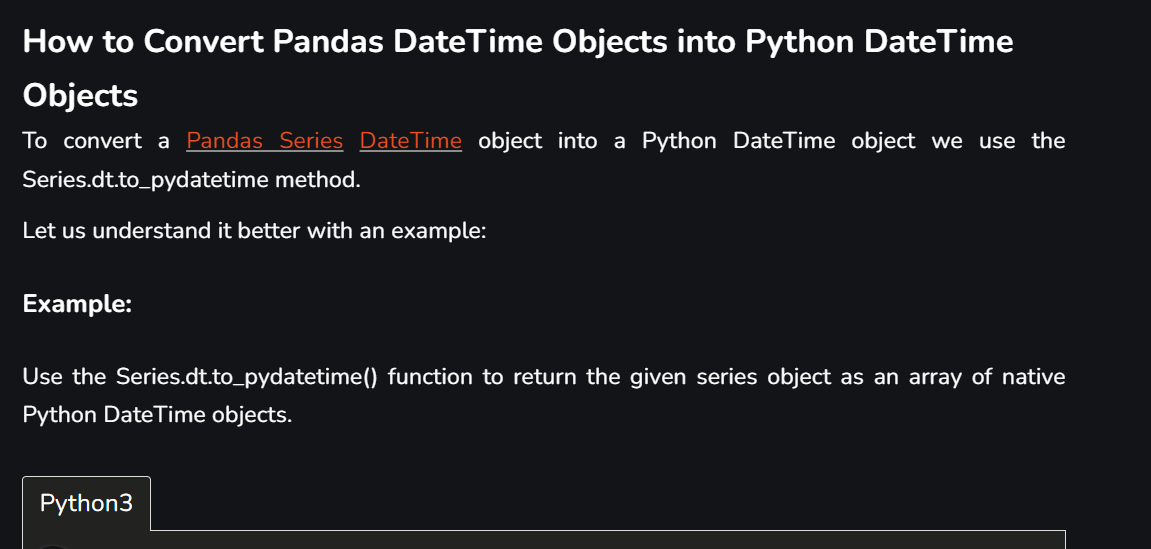 How to Convert Pandas DateTime Objects into Python DateTime
Objects
To convert a Pandas Series DateTime object into a Python DateTime object we use the
Series.dt.to_pydatetime method.
Let us understand it better with an example:
Example:
Use the Series.dt.to_pydatetime() function to return the given series object as an array of native
Python DateTime objects.
Python3